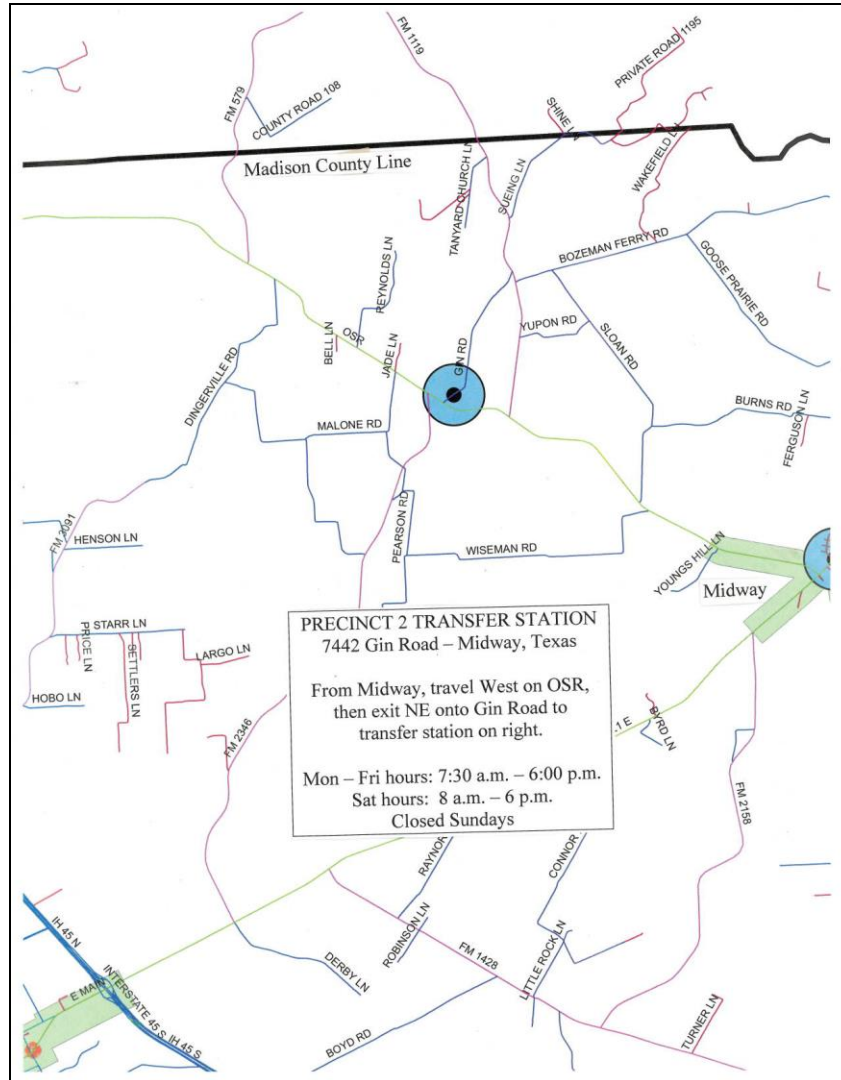 FM 1119
PRIVATE ROAD 1195
FM 579
COUNTY ROAD 108
SHINE LN
WAKEFIELD LN
Madison County Line
TANYARD CHURCH LN
SUEING LN
REYNOLDS LN
BOZEMAN FERRY RD
GOOSE PRAIRIE RD
BELL LN
OSR
JADE LN
GIN RD
YUPON RD
SLOAN RD
DINGERVILLE RD
MALONE RD
BURNS RD
FERGUSON LN
FM 2091
HENSON LN
PEARSON RD
WISEMAN RD
YOUNGS HILL LN
Midway
STARR LN
PRICE LN
SETTLERS LN
LARGO LN
HOBO LN
FM 2346
PRECINCT 2 TRANSFER STATION
7442 Gin Road – Midway, Texas
From Midway, travel West on OSR,
then exit NE onto Gin Road to
transfer station on right.
Mon – Fri hours: 7:30 a.m. – 6:00 p.m.
Sat hours: 8 a.m. – 6 p.m.
Closed Sundays
1 E
BYRD LN
FM 2158
RAYNOR
CONNOR
ROBINSON LN
LITTLE ROCK LN
FM 1428
DERBY LN
BOYD RD
TURNER LN
IH 45 N
E MAIN
INTERSTATE 45 S
IH 45 S